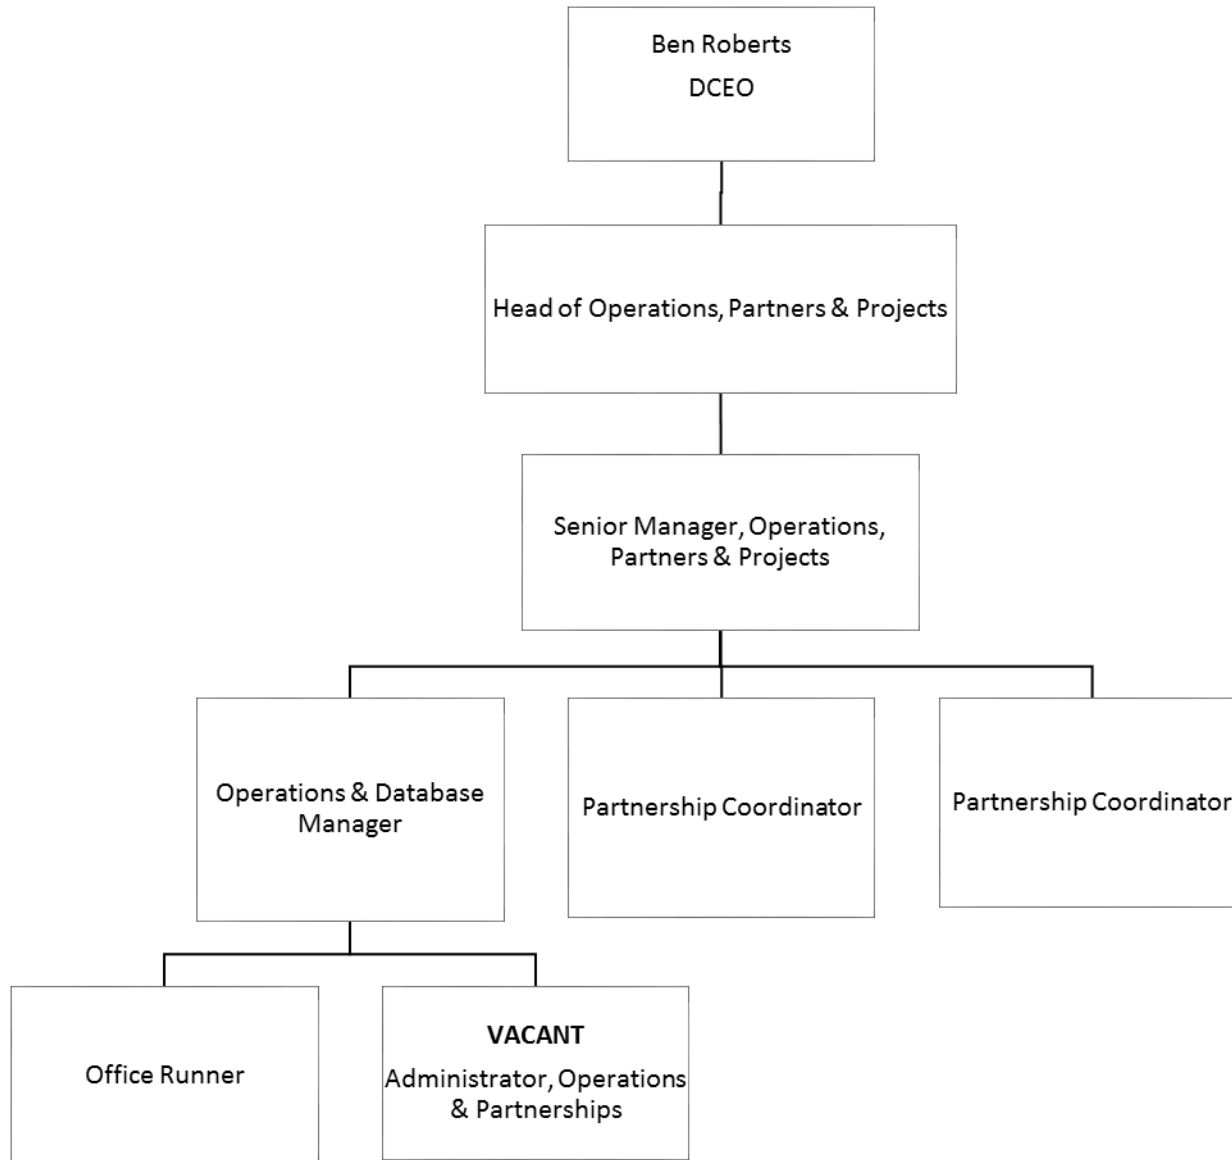 Ben Roberts
DCEO
Head of Operations, Partners & Projects
Senior Manager, Operations,
Partners & Projects
Operations & Database
Manager
Partnership Coordinator
Partnership Coordinator
Office Runner
VACANT
Administrator, Operations
& Partnerships